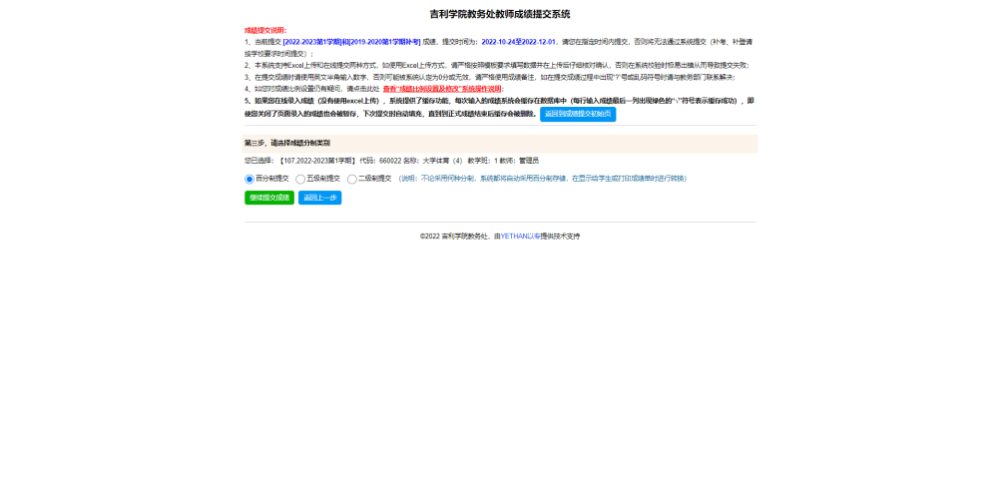 吉利学院教务处教师成绩提交系统
成绩提交说明：
1、当前提交 [2022-2023第1学期]和[2019-2020第1学期补考] 成绩，提交时间为：2022-10-24至2022-12-01，请您在指定时间内提交，否则将无法通过系统提交（补考、补登请
按学校要求时间提交）；
2、本系统支持Excel上传和在线提交两种方式，如使用Excel上传方式，请严格按照模板要求填写数据并在上传后仔细核对确认，否则在系统校验时极易出错从而导致提交失败；
3、在提交成绩时请使用英文半角输入数字，否则可能被系统认定为0分或无效，请严格使用成绩备注，如在提交成绩过程中出现“?”号或乱码符号时请与教务部门联系解决；
4、如您对成绩比例设置仍有疑问，请点击此处 查看“成绩比例设置及修改”系统操作说明；
5、如果您在线录入成绩（没有使用excel上传），系统提供了缓存功能，每次输入的成绩系统会缓存在数据库中（每行输入成绩最后一列出现绿色的“√”符号表示缓存成功），即
使您关闭了页面录入的成绩也会被暂存，下次提交时自动填充，直到到正式成绩结束后缓存会被删除。 返回到成绩提交初始页
第三步，请选择成绩分制类别
您已选择：【107,2022-2023第1学期】 代码：660022 名称：大学体育（4） 教学班：1 教师：管理员
百分制提交 五级制提交 二级制提交 （说明：不论采用何种分制，系统都将自动采用百分制存储，在显示给学生或打印成绩单时进行转换）
继续提交成绩 返回上一步
©2022 吉利学院教务处，由YETHAN以专提供技术支持